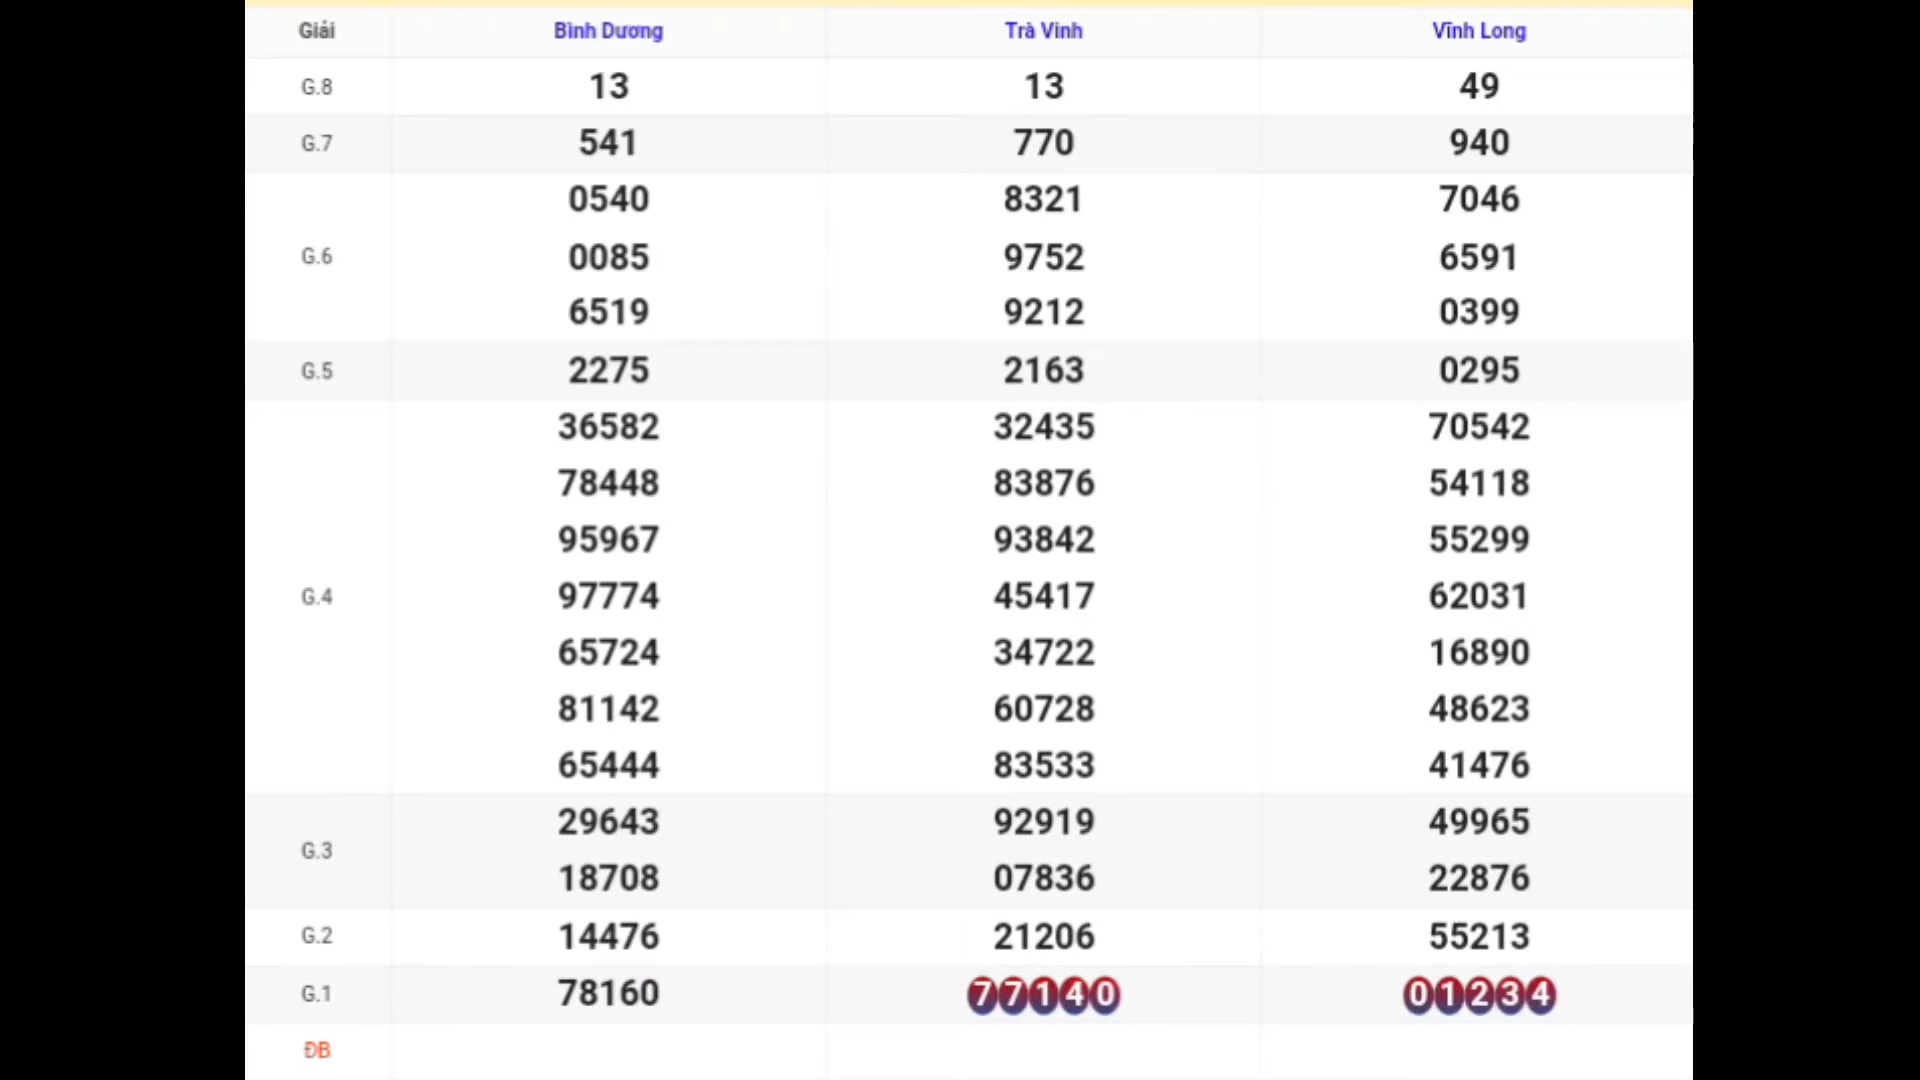 Giải Bình Dương Trà Vinh Vĩnh Long
G.8 13 13 49
G.7 541 770 940
0540 8321 7046
G.6 0085 9752 6591
6519 9212 0399
G.5 2275 2163 0295
36582 32435 70542
78448 83876 54118
95967 93842 55299
G.4 97774 45417 62031
65724 34722 16890
81142 60728 48623
65444 83533 41476
29643 92919 49965
G.3
18708 07836 22876
G.2 14476 21206 55213
G.1 78160 77140 01234
ĐB